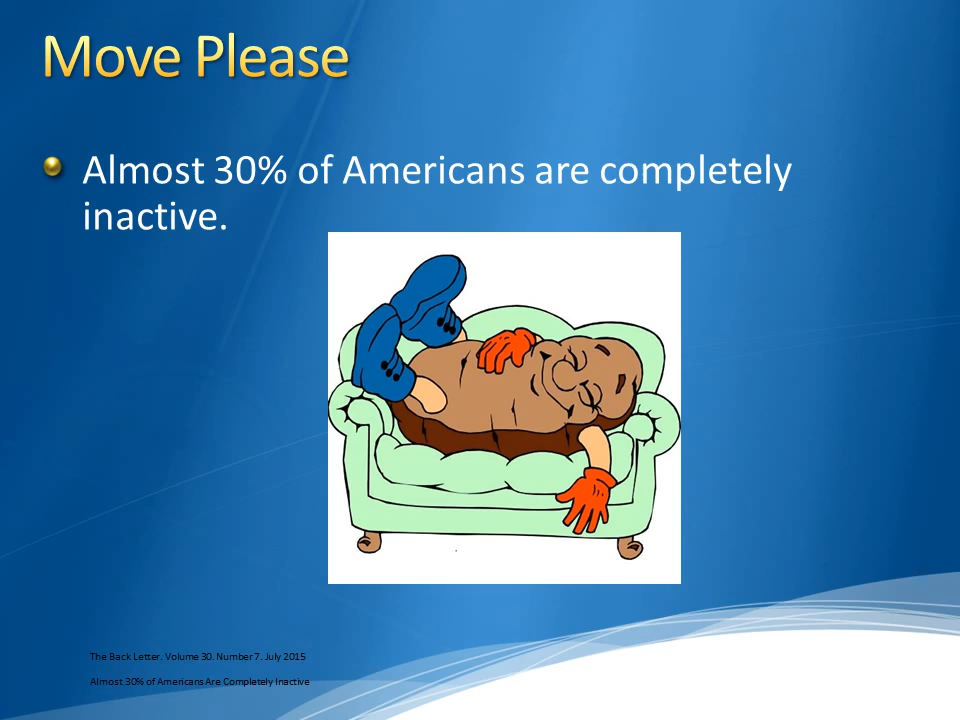 Move Please
Almost 30% of Americans are completely
inactive.
The Back Letter. Volume 30. Number 7. July 2015
Almost 30% of Americans Are Completely Inactive